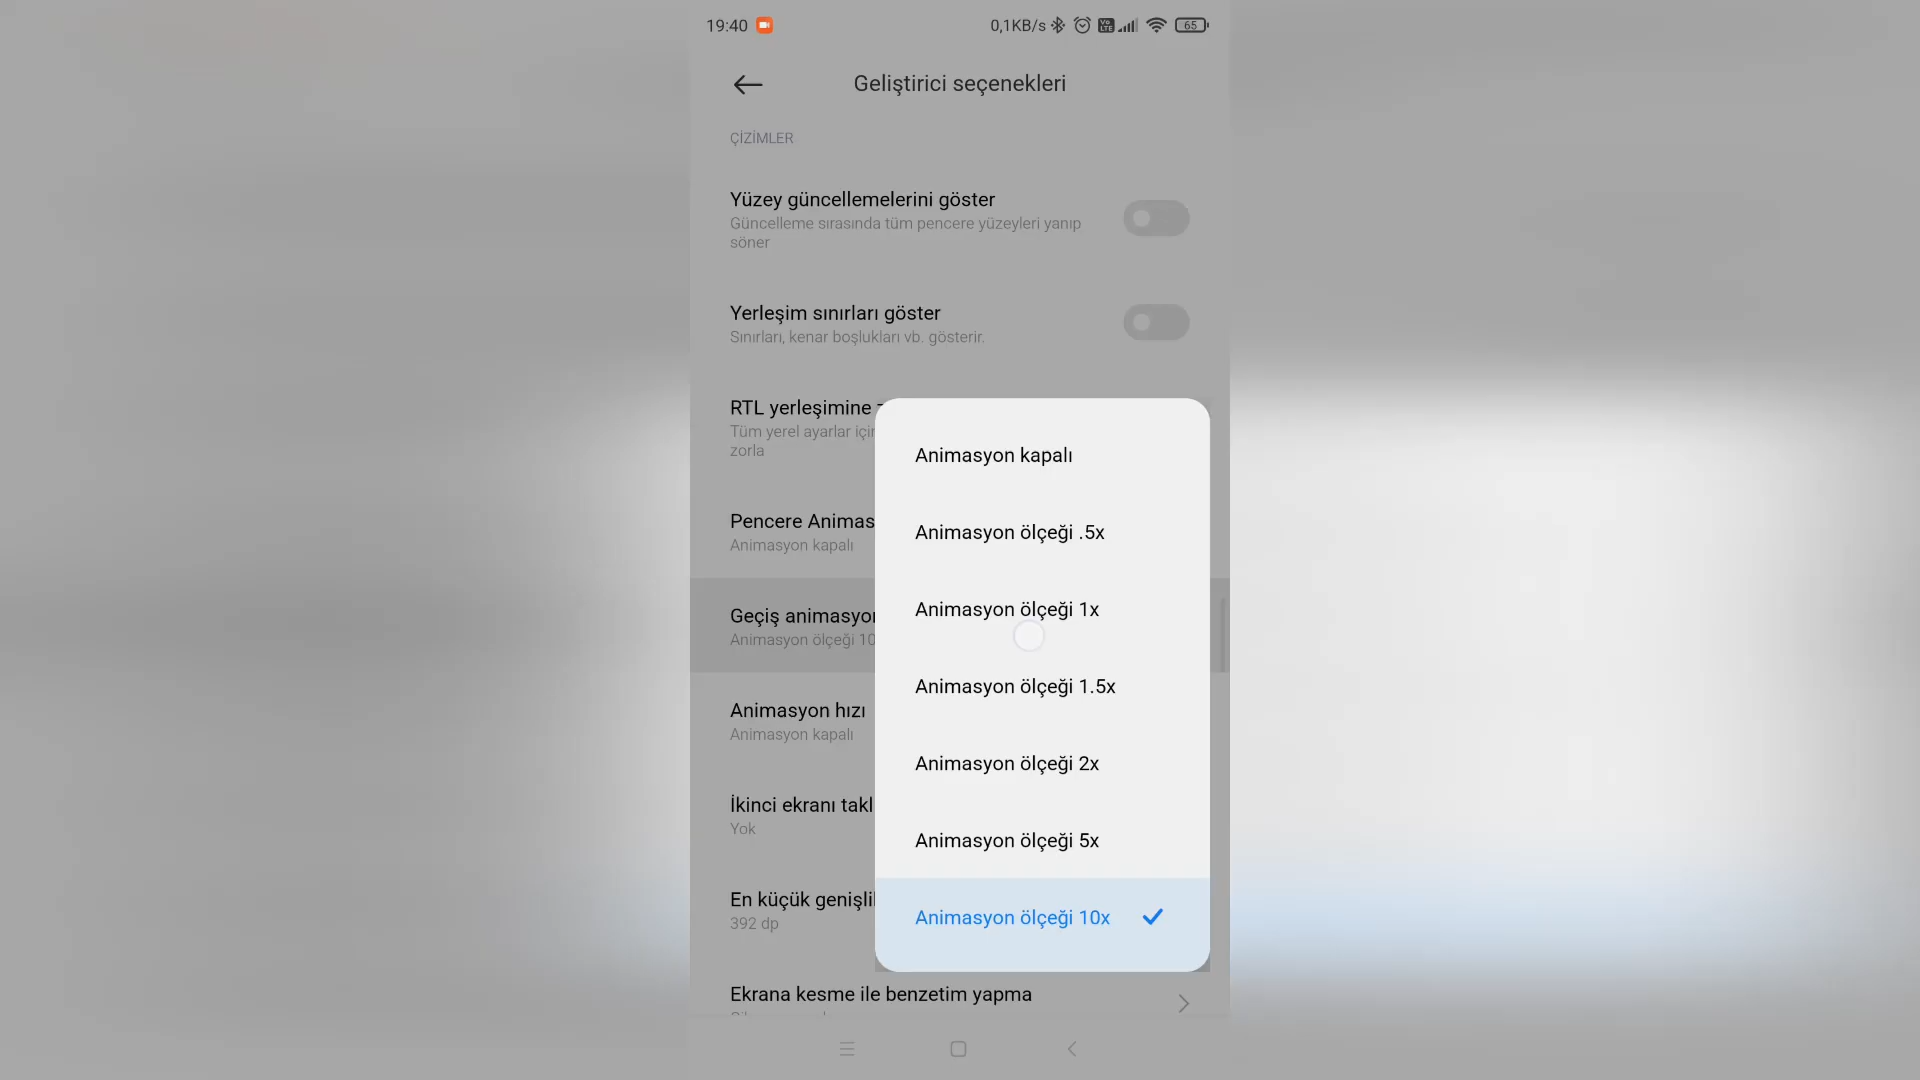 19:40
0,1KB/s
Vo LTE
65
Geliştirici seçenekleri
ÇİZİMLER
Yüzey güncellemelerini göster
Güncelleme sırasında tüm pencere yüzeyleri yanıp
söner
Yerleşim sınırları göster
Sınırları, kenar boşlukları vb. gösterir.
RTL yerleşimine
Tüm yerel ayarlar için
zorla
Pencere Animas
Animasyon kapalı
Geçiş animasyon
Animasyon ölçeği 10
Animasyon hızı
Animasyon kapalı
İkinci ekranı takl
Yok
En küçük genişlik
392 dp
Ekrana kesme ile benzetim yapma
Animasyon kapalı
Animasyon ölçeği .5x
Animasyon ölçeği 1x
Animasyon ölçeği 1.5x
Animasyon ölçeği 2x
Animasyon ölçeği 5x
Animasyon ölçeği 10x